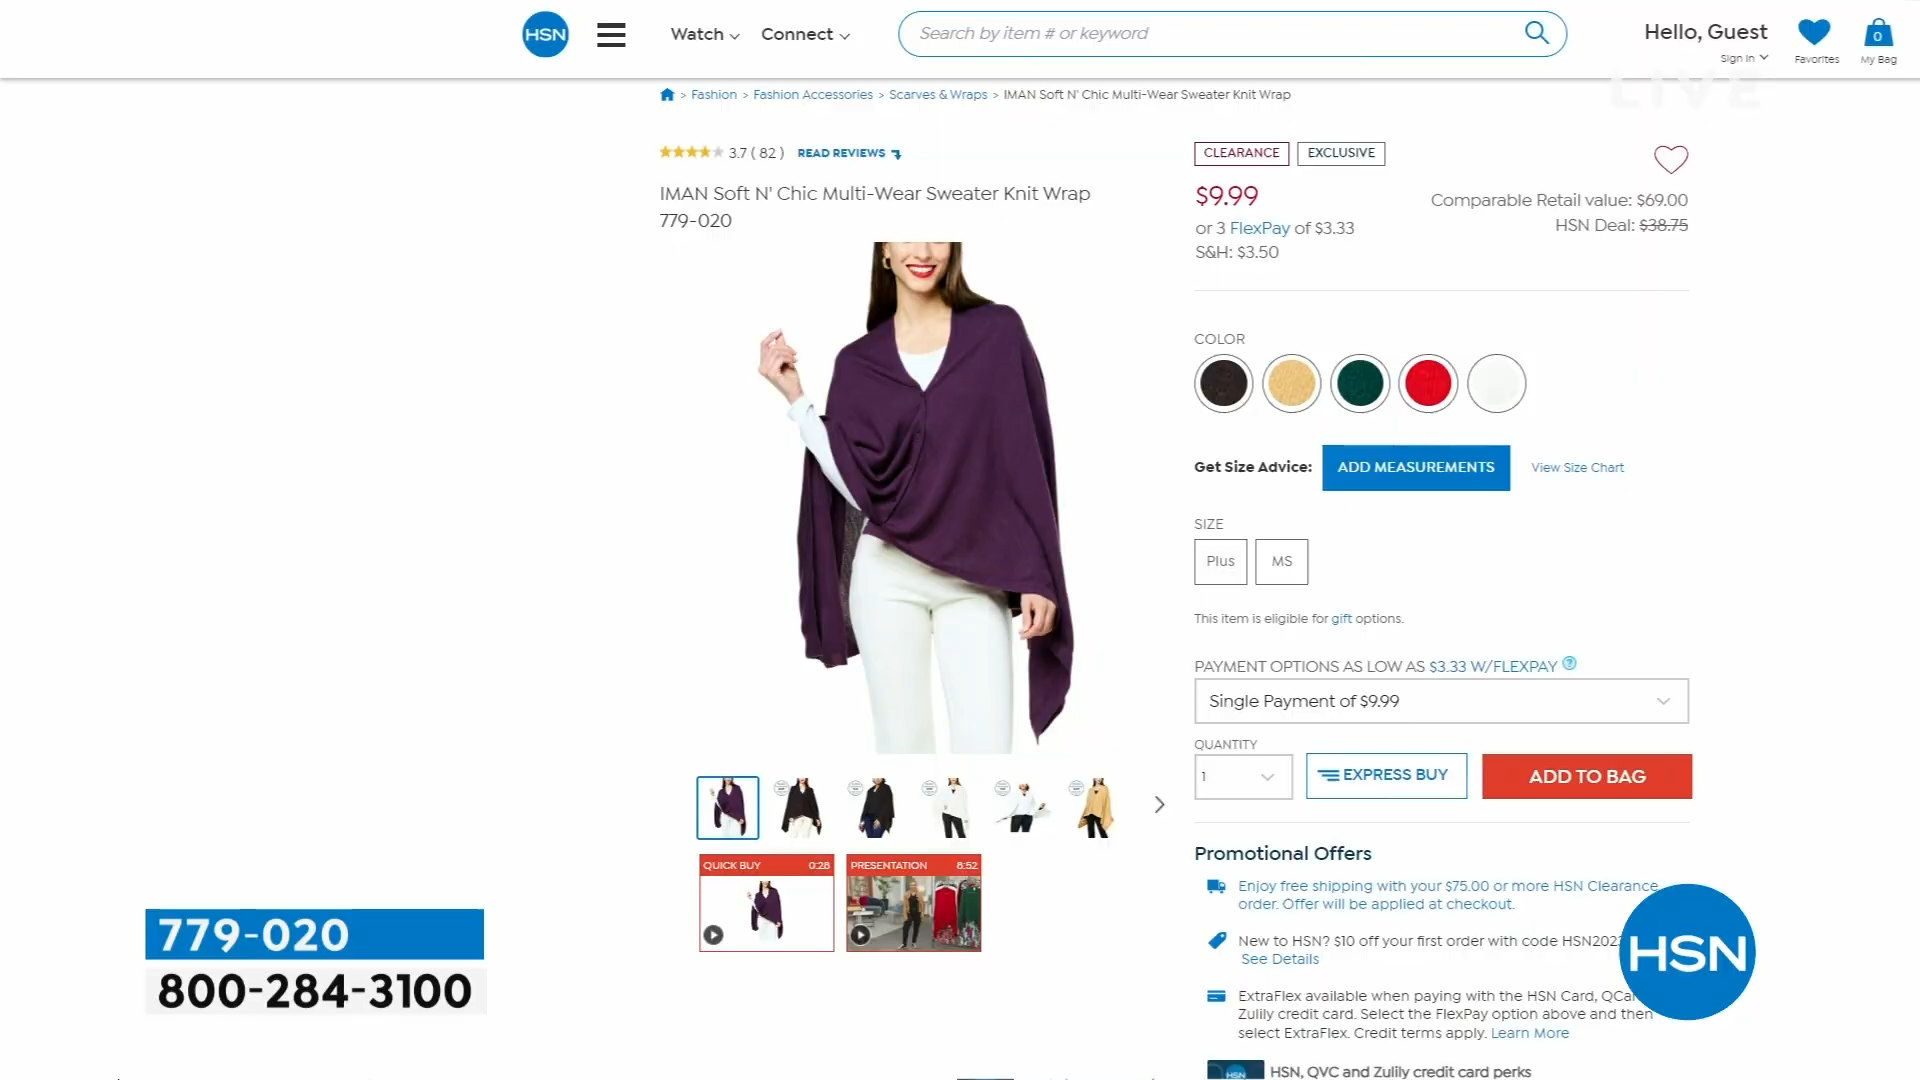 HSN
Watch
Connect
Search by item # or keyword
Hello, Guest
Sign In
Favorites
0
My Bag
LIVE
> Fashion > Fashion Accessories > Scarves & Wraps > IMAN Soft N' Chic Multi-Wear Sweater Knit Wrap
3.7 ( 82 ) READ REVIEWS
IMAN Soft N' Chic Multi-Wear Sweater Knit Wrap
779-020
CLEARANCE
EXCLUSIVE
$9.99
or 3 FlexPay of $3.33
S&H: $3.50
Comparable Retail value: $69.00
HSN Deal: $38.75
COLOR
Get Size Advice:
ADD MEASUREMENTS
View Size Chart
SIZE
Plus
MS
This item is eligible for gift options.
PAYMENT OPTIONS AS LOW AS $3.33 W/FLEXPAY ?
Single Payment of $9.99
QUANTITY
1
EXPRESS BUY
ADD TO BAG
QUICK BUY 0:28
PRESENTATION 8:52
Promotional Offers
Enjoy free shipping with your $75.00 or more HSN Clearance
order. Offer will be applied at checkout.
New to HSN? $10 off your first order with code HSN202
See Details
ExtraFlex available when paying with the HSN Card, QCa
Zulily credit card. Select the FlexPay option above and then
select ExtraFlex. Credit terms apply. Learn More
HSN
HSN, QVC and Zulily credit card perks
779-020
800-284-3100
HSN